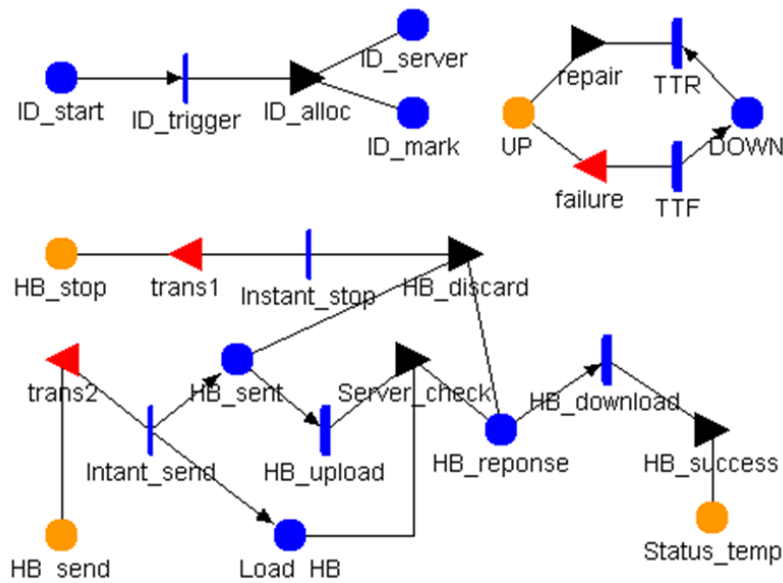 ID_server
ID_start
ID_trigger
ID_alloc
ID_mark
repair
TTR
UP
DOWN
failure
TTF
HB_stop
trans1
Instant_stop
HB_discard
trans2
HB_sent
Server_check
HB_download
Intant_send
HB_upload
HB_reponse
HB_success
HB_send
Load_HB
Status_temp